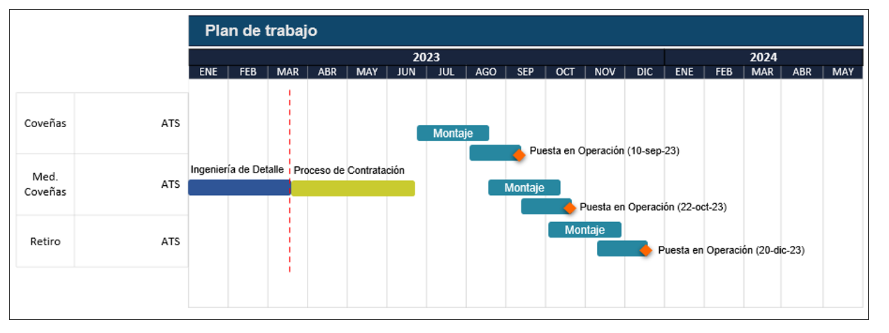 Plan de trabajo
2023 2024
ENE FEB MAR ABR MAY JUN JUL AGO SEP OCT NOV DIC ENE FEB MAR ABR MAY
Coveñas ATS
Montaje
Puesta en Operación (10-sep-23)
Ingeniería de Detalle Proceso de Contratación
Med.
Coveñas ATS
Montaje
Puesta en Operación (22-oct-23)
Retiro ATS
Montaje
Puesta en Operación (20-dic-23)